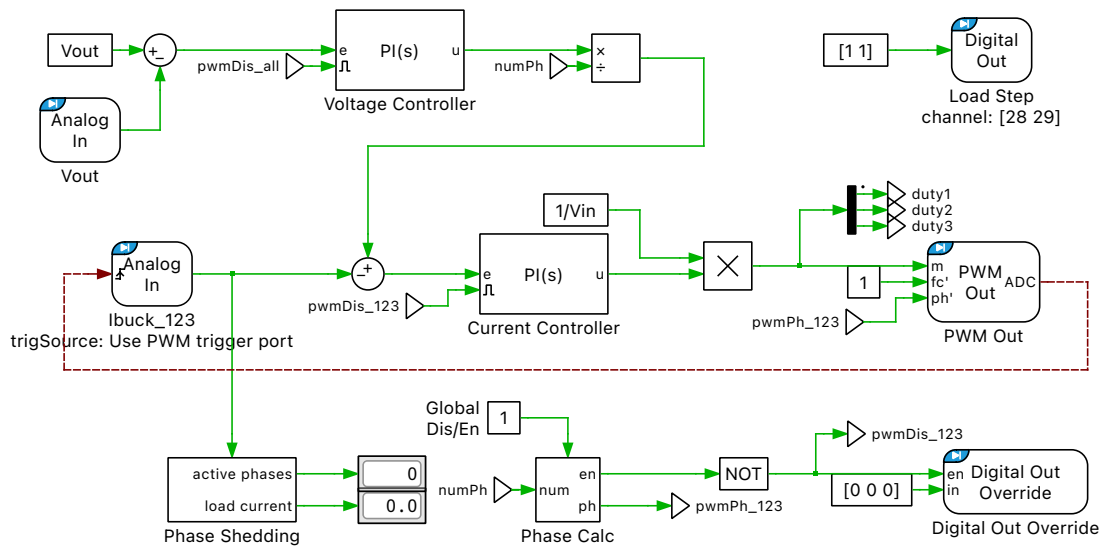 Vout
+
−
Analog
In
Vout
pwmDis_all
e
PI(s)
u
Voltage Controller
numPh
×
÷
[1 1]
Digital
Out
Load Step
channel: [28 29]
1/Vin
duty1
duty2
duty3
Analog
In
Ibuck_123
trigSource: Use PWM trigger port
−
+
pwmDis_123
e
PI(s)
u
Current Controller
×
1
pwmPh_123
m
fc'
ph'
PWM
Out
ADC
PWM Out
active phases
load current
Phase Shedding
0
0.0
Global
Dis/En
1
numPh
num
en
ph
Phase Calc
NOT
pwmPh_123
pwmDis_123
[0 0 0]
en
in
Digital Out
Override
Digital Out Override